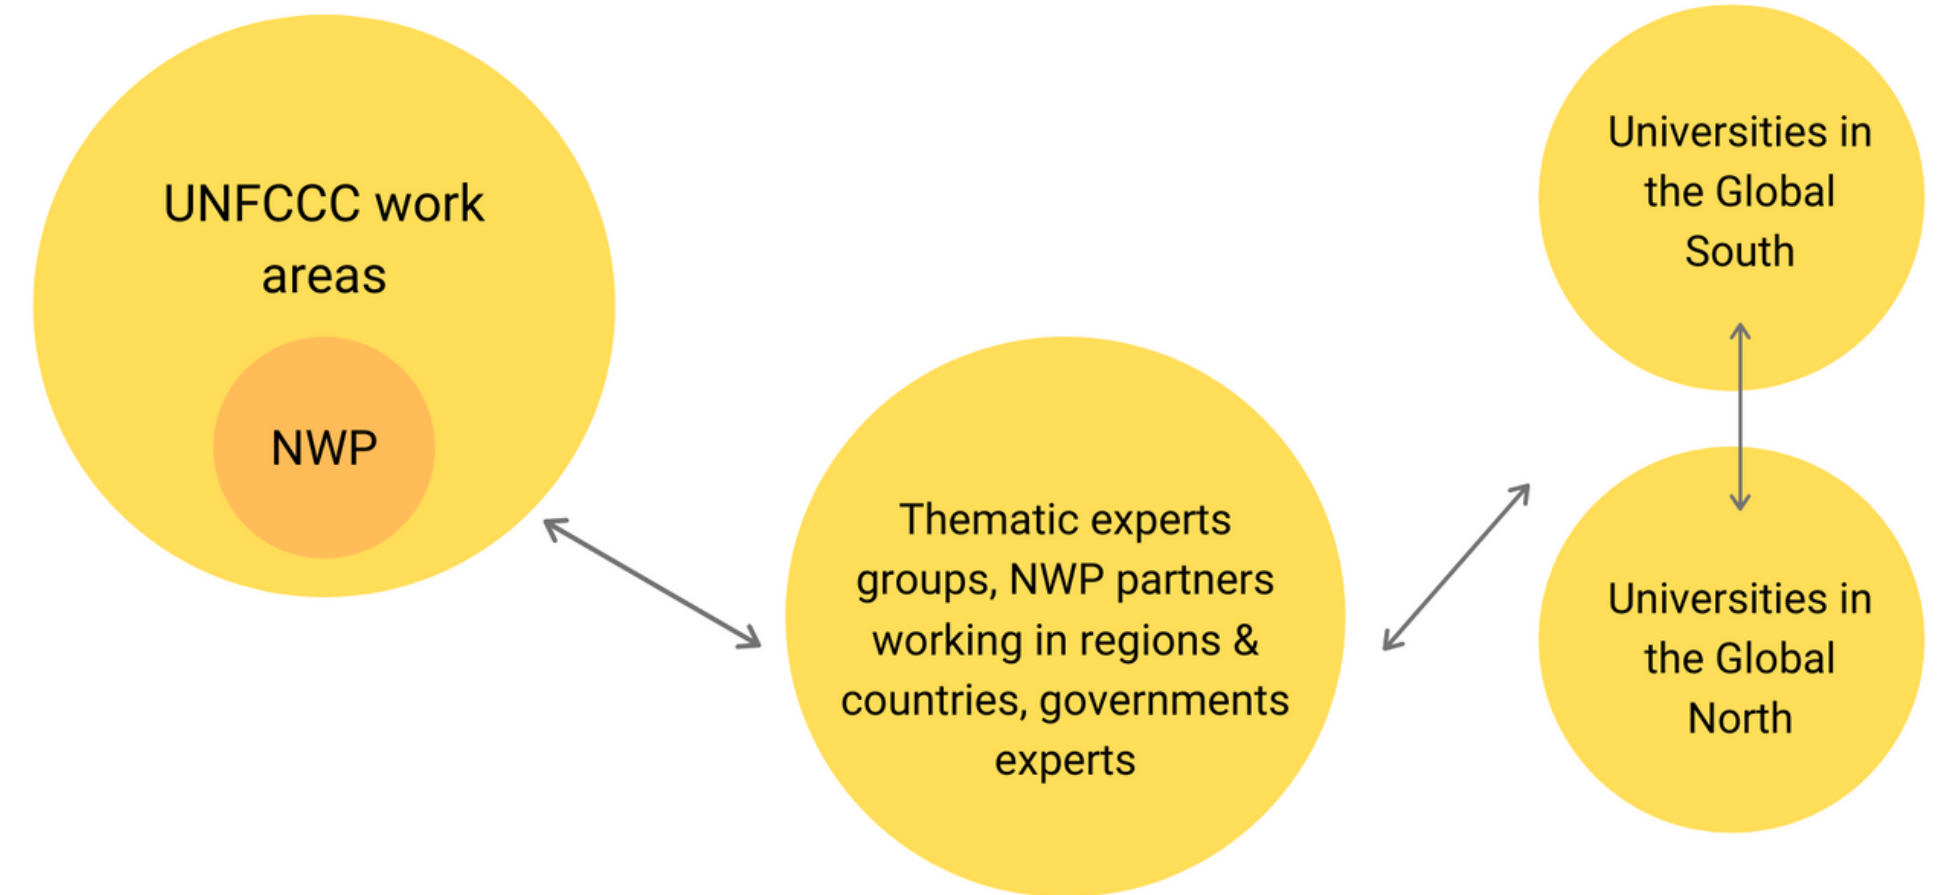 UNFCCC work
areas
NWP
Thematic experts
groups, NWP partners
working in regions &
countries, governments
experts
Universities in
the Global
South
Universities in
the Global
North